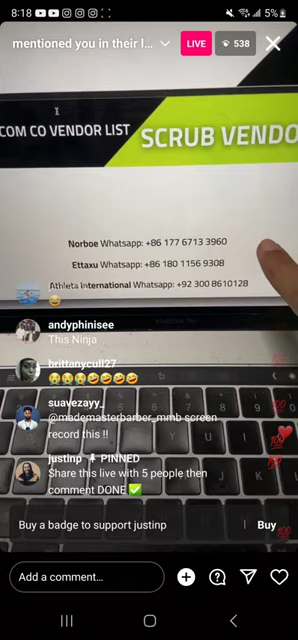 8:18
5%
mentioned you in their l...
LIVE
538
COM CO VENDOR LIST
SCRUB VENDO
Norboe Whatsapp: +86 177 6713 3960
Ettaxu Whatsapp: +86 180 1156 9308
Athleta International Whatsapp: +92 300 8610128
andyphinisee
This Ninja
brittanycull27
suavezayy_
@mademasterbarber_mmb screen
record this !!
justinp PINNED
Share this live with 5 people then
comment DONE ✅
Buy a badge to support justinp
Buy
Add a comment...